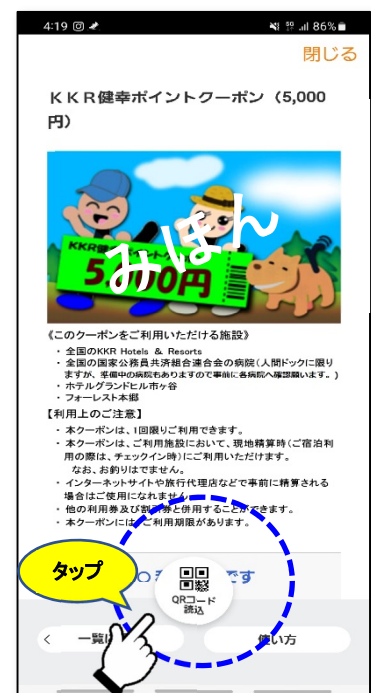 4:19 86%
閉じる
KKR健幸ポイントクーポン（5,000
円）
KKR健
5,000円
みほん
《このクーポンをご利用いただける施設》
・全国のKKR Hotels & Resorts
・全国の国家公務員共済組合連合会の病院(人間ドックに限り
ますが、準備中の病院もありますので事前に各病院へ確認願います。)
・ホテルグランドヒル市ヶ谷
・フォーレスト本郷
【利用上のご注意】
・本クーポンは、1回限りご利用できます。
・本クーポンは、ご利用施設において、現地精算時(ご宿泊利
用の際は、チェックイン時)にご利用いただけます。
なお、お釣りはでません。
・インターネットサイトや旅行代理店などで事前に精算される
場合はご使用になれません。
・他の利用券及び割引券と併用することができます。
・本クーポンには、ご利用期限があります。
タップ
です
QRコード
読込
< 一覧に
使い方